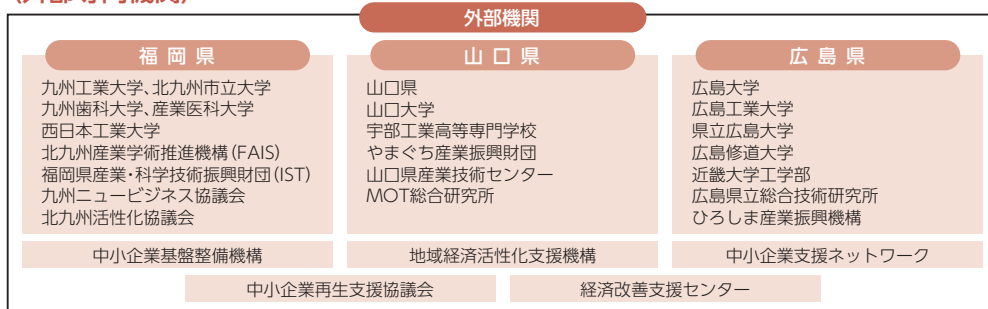 外部機関
福岡県
九州工業大学、北九州市立大学
九州歯科大学、産業医科大学
西日本工業大学
北九州産業学術推進機構(FAIS)
福岡県産業・科学技術振興財団(IST)
九州ニュービジネス協議会
北九州活性化協議会
山口県
山口県
山口大学
宇部工業高等専門学校
やまぐち産業振興財団
山口県産業技術センター
MOT総合研究所
広島県
広島大学
広島工業大学
県立広島大学
広島修道大学
近畿大学工学部
広島県立総合技術研究所
ひろしま産業振興機構
中小企業基盤整備機構
地域経済活性化支援機構
中小企業支援ネットワーク
中小企業再生支援協議会
経済改善支援センター